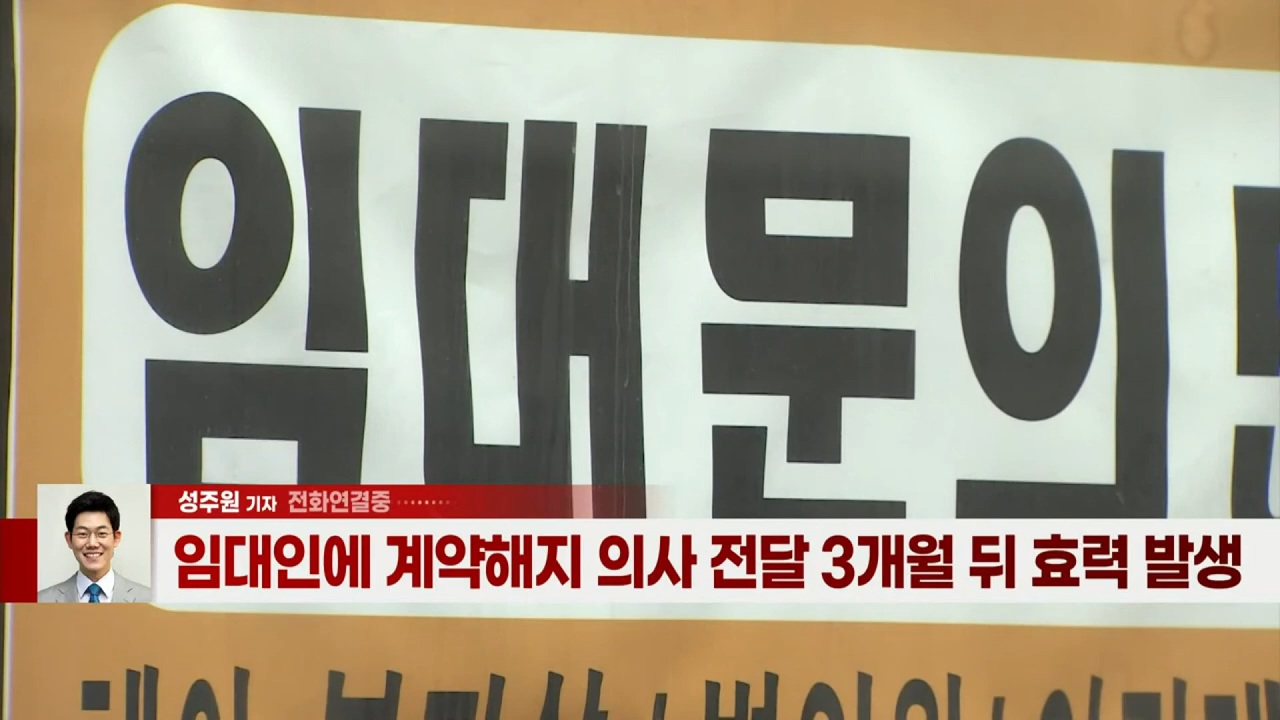 임대문의
성주원 기자 전화연결중
임대인에 계약해지 의사 전달 3개월 뒤 효력 발생